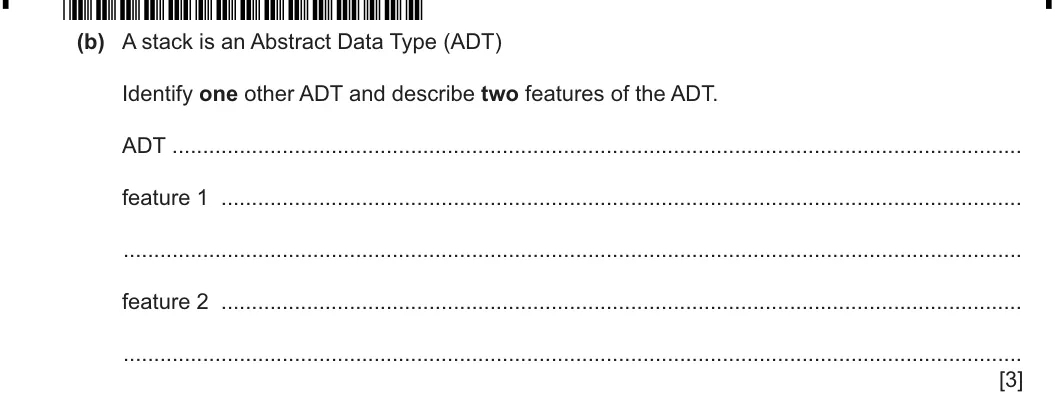 (b) A stack is an Abstract Data Type (ADT)
Identify one other ADT and describe two features of the ADT.
ADT ..........................................................................................................................................
feature 1 ...................................................................................................................................
...................................................................................................................................................
feature 2 ...................................................................................................................................
...................................................................................................................................................
[3]